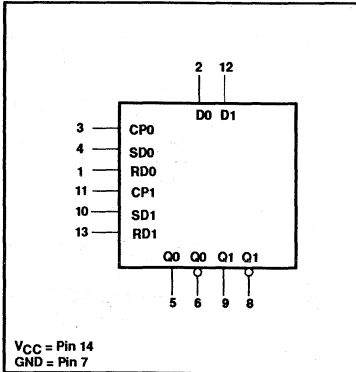 2 12
D0 D1
3 CP0
4 SD0
1 RD0
11 CP1
10 SD1
13 RD1
Q0 Q0 Q1 Q1
5 6 9 8
VCC = Pin 14
GND = Pin 7